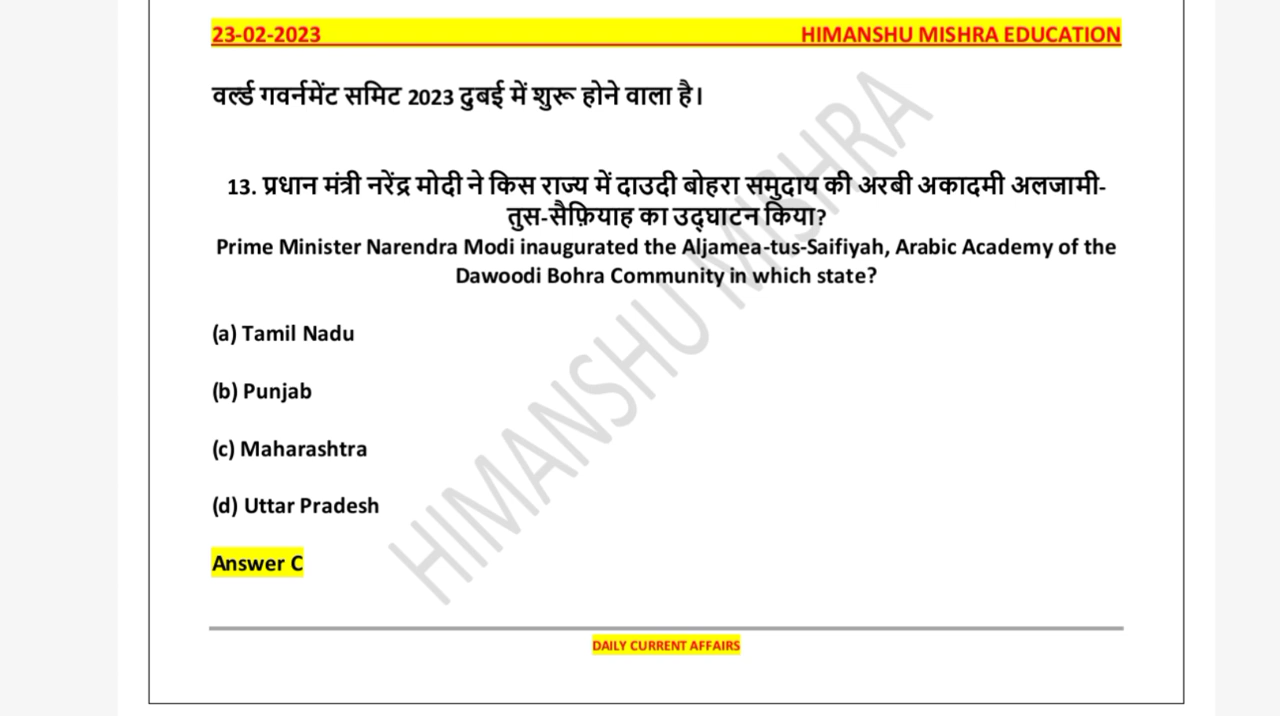 23-02-2023 HIMANSHU MISHRA EDUCATION
वर्ल्ड गवर्नमेंट समिट 2023 दुबई में शुरू होने वाला है।
13. प्रधान मंत्री नरेंद्र मोदी ने किस राज्य में दाउदी बोहरा समुदाय की अरबी अकादमी अलजामी-
तुस-सैफ़ियाह का उद्घाटन किया?
Prime Minister Narendra Modi inaugurated the Aljamea-tus-Saifiyah, Arabic Academy of the
Dawoodi Bohra Community in which state?
(a) Tamil Nadu
(b) Punjab
(c) Maharashtra
(d) Uttar Pradesh
Answer C
DAILY CURRENT AFFAIRS
HIMANSHU MISHRA